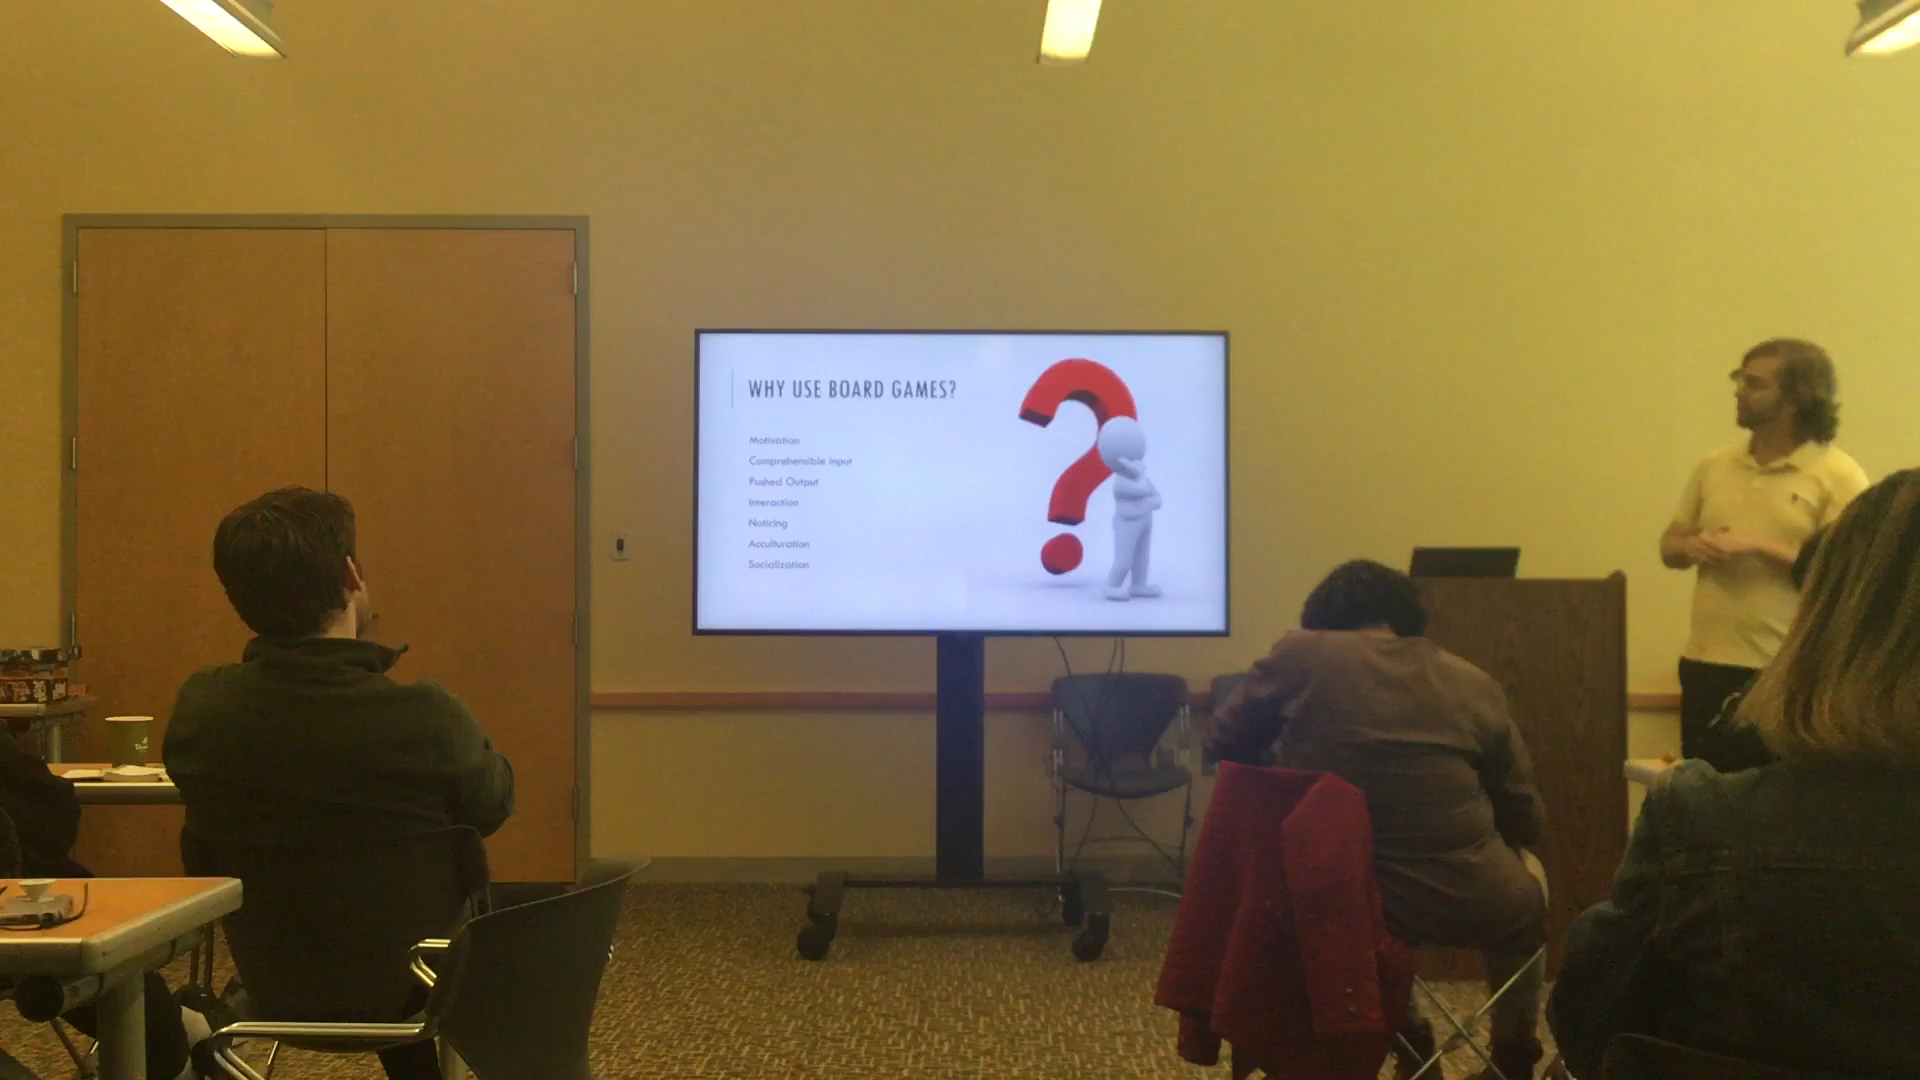 WHY USE BOARD GAMES?
Motivation
Comprehensible Input
Pushed Output
Interaction
Noticing
Acculturation
Socialization